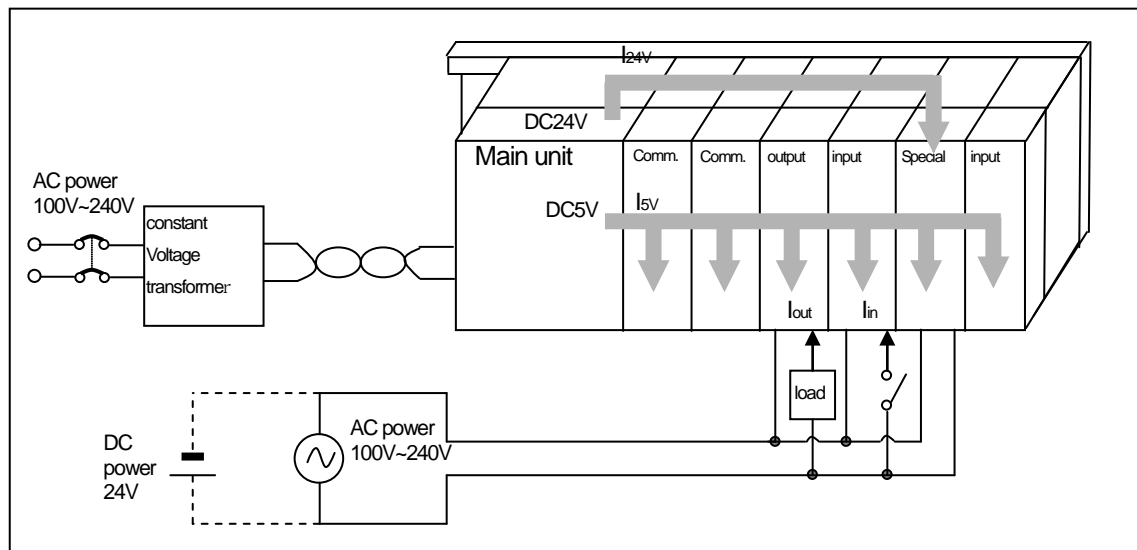 I24V
DC24V
Main unit
Comm.
Comm.
output
input
Special
input
AC power
100V~240V
constant
Voltage
transformer
DC5V
I5V
Iout
Iin
load
AC power
100V~240V
DC
power
24V